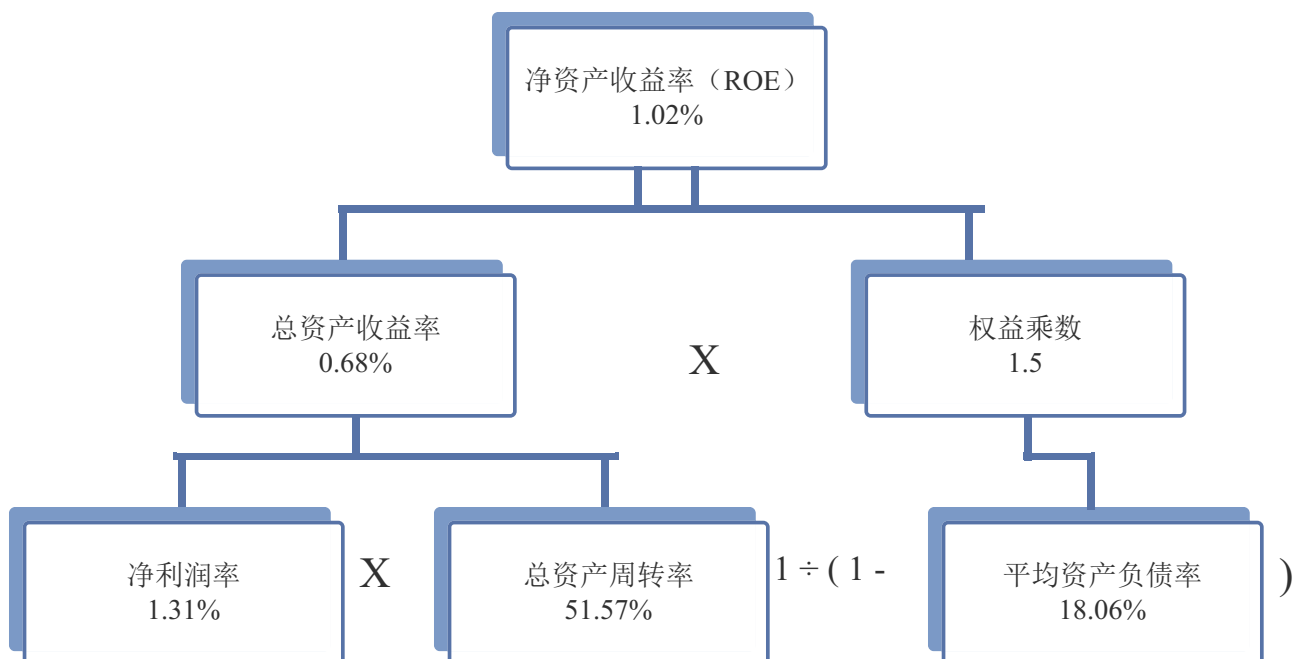 净资产收益率（ROE）
1.02%
总资产收益率
0.68%
X
权益乘数
1.5
净利润率
1.31%
X
总资产周转率
51.57%
1 ÷ ( 1 -
平均资产负债率
18.06%
)